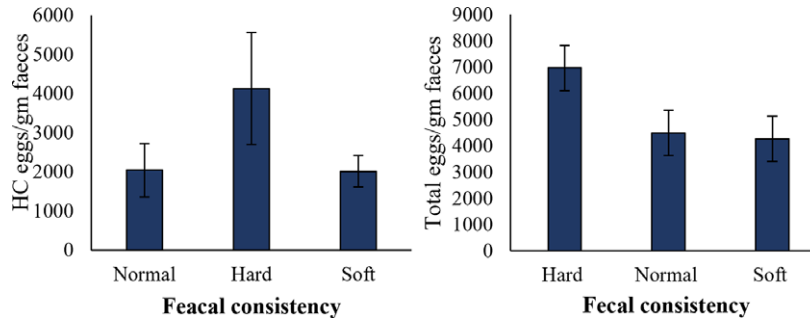 HC eggs/gm faeces
6000
5000
4000
3000
2000
1000
0
Normal Hard Soft
Feacal consistency
Total eggs/gm faeces
9000
8000
7000
6000
5000
4000
3000
2000
1000
0
Hard Normal Soft
Fecal consistency